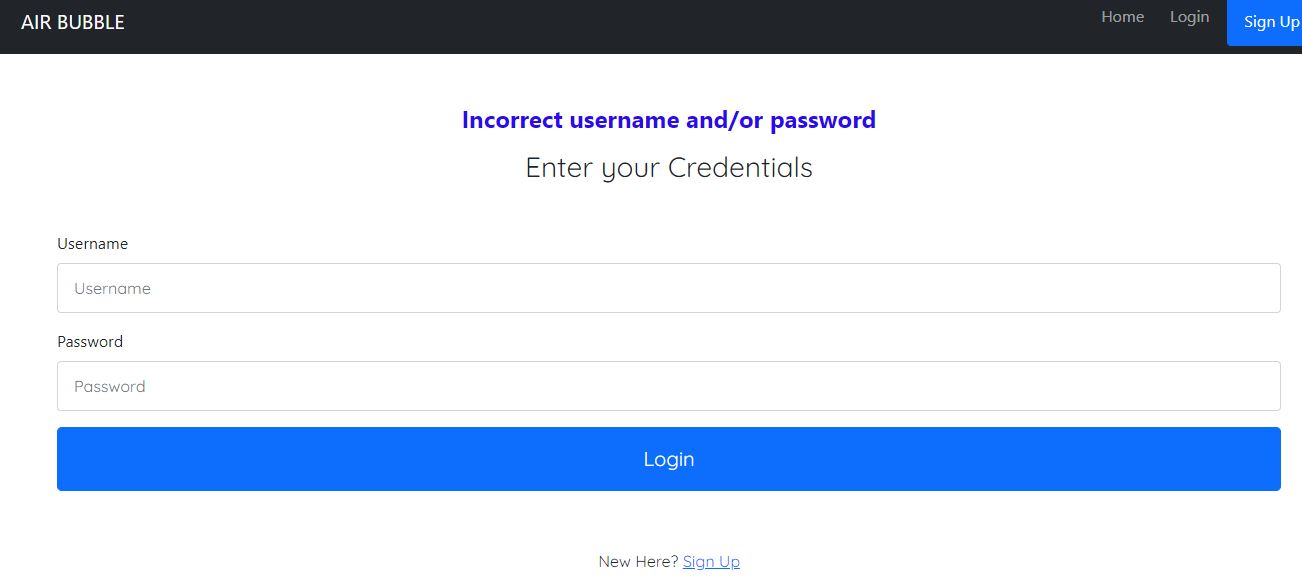 AIR BUBBLE Home Login Sign Up
Incorrect username and/or password
Enter your Credentials
Username
Username
Password
Password
Login
New Here? Sign Up